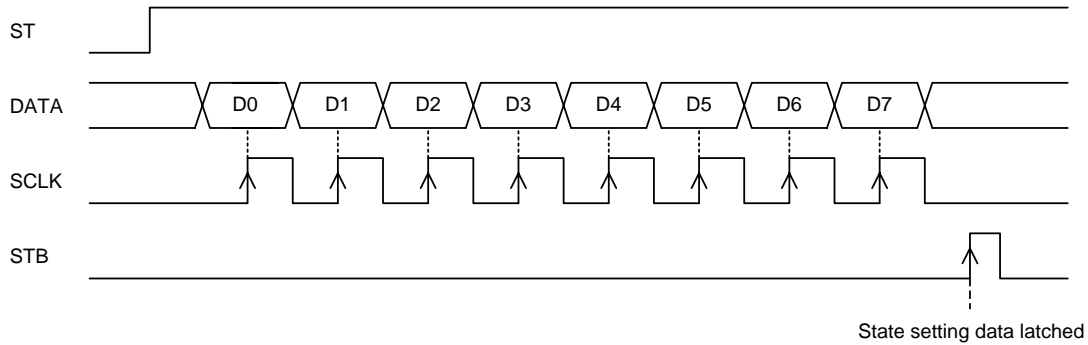 ST
DATA D0 D1 D2 D3 D4 D5 D6 D7
SCLK
STB
State setting data latched